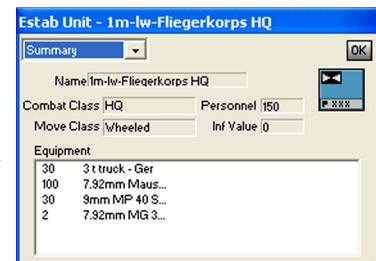 Estab Unit - 1m-lw-Fliegerkorps HQ
Summary OK
Name 1m-lw-Fliegerkorps HQ
Combat Class HQ Personnel 150 P XXX
Move Class Wheeled Inf Value 0
Equipment
30 3 t truck - Ger
100 7.92mm Maus...
30 9mm MP 40 S...
2 7.92mm MG 3...